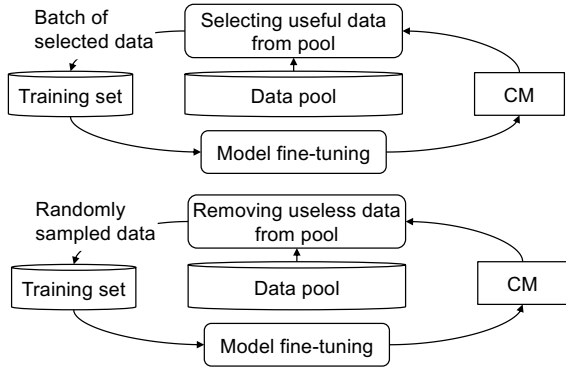 Batch of
selected data
Selecting useful data
from pool
Training set
Data pool
CM
Model fine-tuning
Randomly
sampled data
Removing useless data
from pool
Training set
Data pool
CM
Model fine-tuning